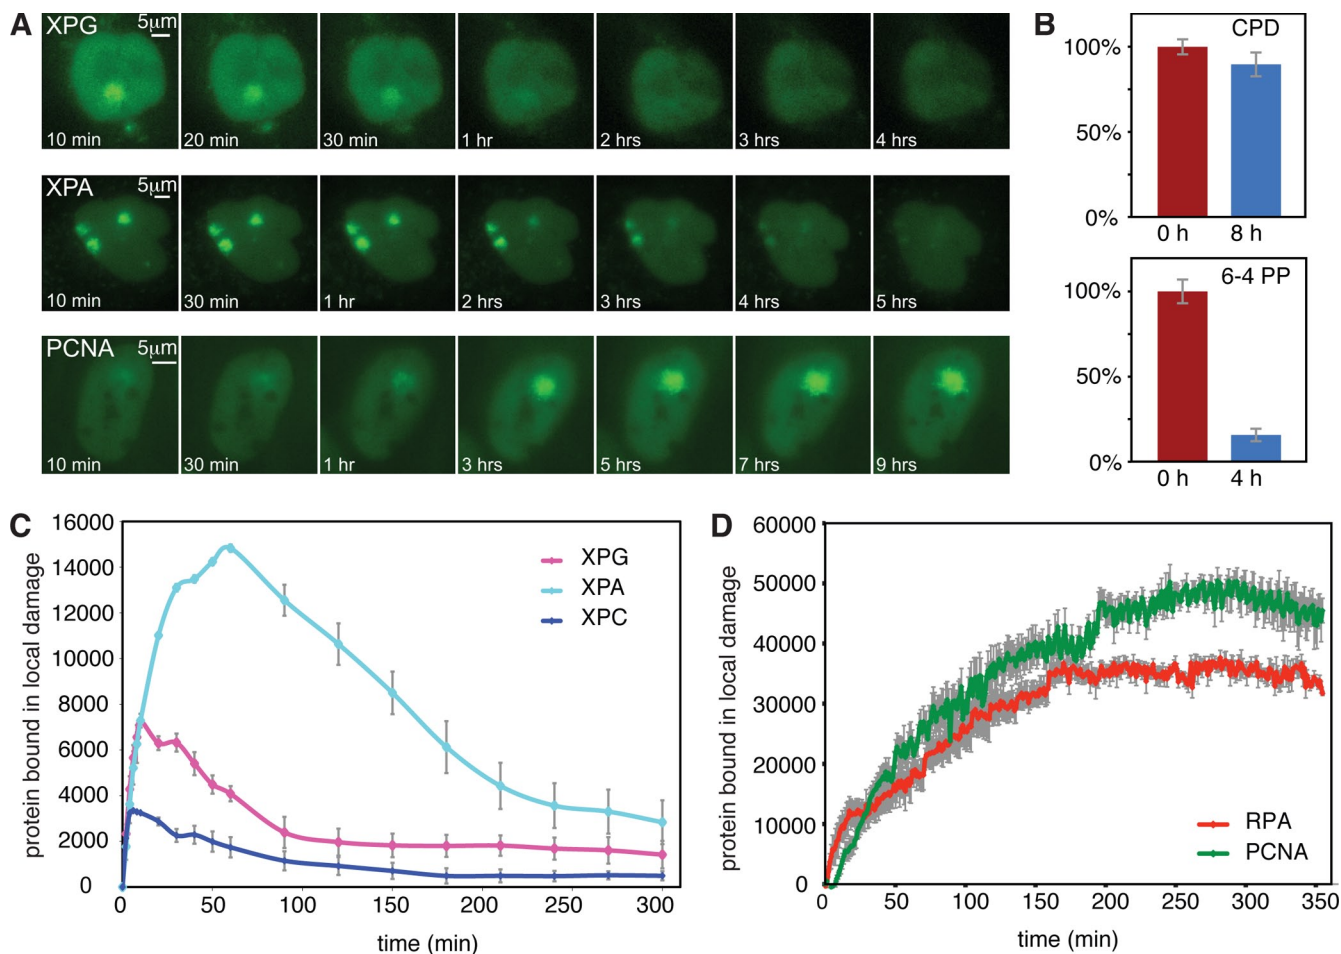 A
XPG
5μm
10 min
20 min
30 min
1 hr
2 hrs
3 hrs
4 hrs
XPA
5μm
10 min
30 min
1 hr
2 hrs
3 hrs
4 hrs
5 hrs
PCNA
5μm
10 min
30 min
1 hr
3 hrs
5 hrs
7 hrs
9 hrs
B
CPD
100%
50%
0%
0 h
8 h
6-4 PP
100%
50%
0%
0 h
4 h
C
protein bound in local damage
16000
14000
12000
10000
8000
6000
4000
2000
0
XPG
XPA
XPC
0
50
100
150
200
250
300
time (min)
D
protein bound in local damage
60000
50000
40000
30000
20000
10000
0
RPA
PCNA
0
50
100
150
200
250
300
350
time (min)